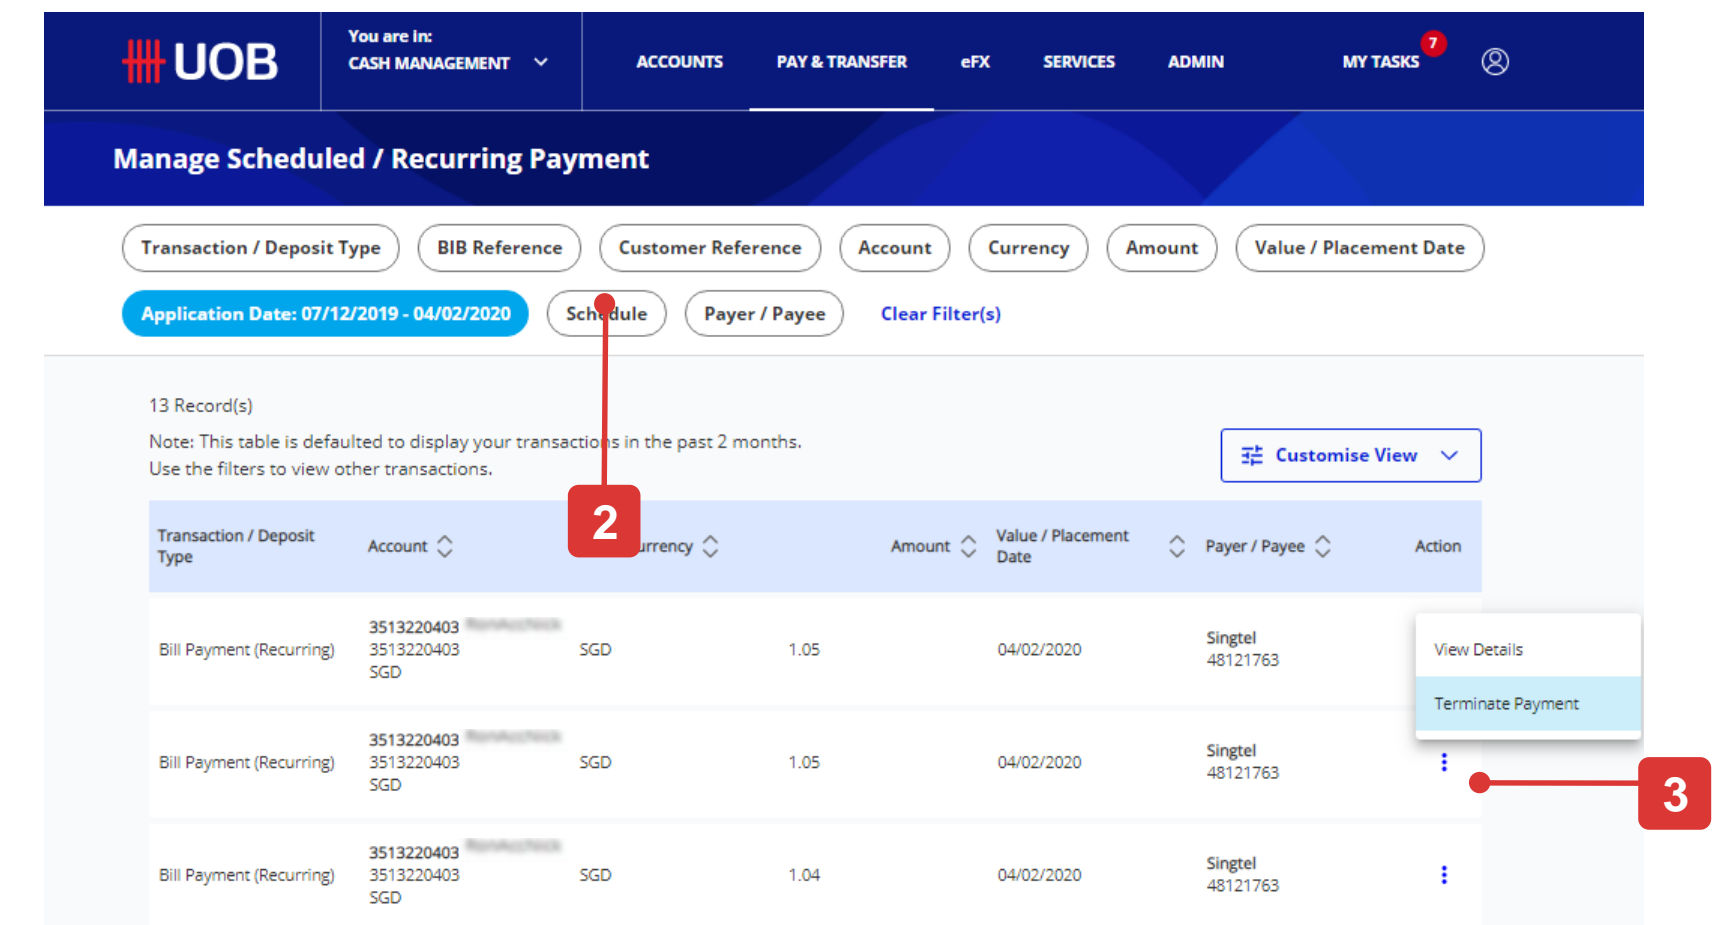 UOB
You are in:
CASH MANAGEMENT
ACCOUNTS
PAY & TRANSFER
eFX
SERVICES
ADMIN
MY TASKS
7
Manage Scheduled / Recurring Payment
Transaction / Deposit Type
BIB Reference
Customer Reference
Account
Currency
Amount
Value / Placement Date
Application Date: 07/12/2019 - 04/02/2020
Schedule
Payer / Payee
Clear Filter(s)
13 Record(s)
Note: This table is defaulted to display your transactions in the past 2 months.
Use the filters to view other transactions.
Customise View
2
Transaction / Deposit
Type
Account
urrency
Amount
Value / Placement
Date
Payer / Payee
Action
Bill Payment (Recurring)
3513220403
3513220403
SGD
SGD
1.05
04/02/2020
Singtel
48121763
View Details
Terminate Payment
Bill Payment (Recurring)
3513220403
3513220403
SGD
SGD
1.05
04/02/2020
Singtel
48121763
3
Bill Payment (Recurring)
3513220403
3513220403
SGD
SGD
1.04
04/02/2020
Singtel
48121763